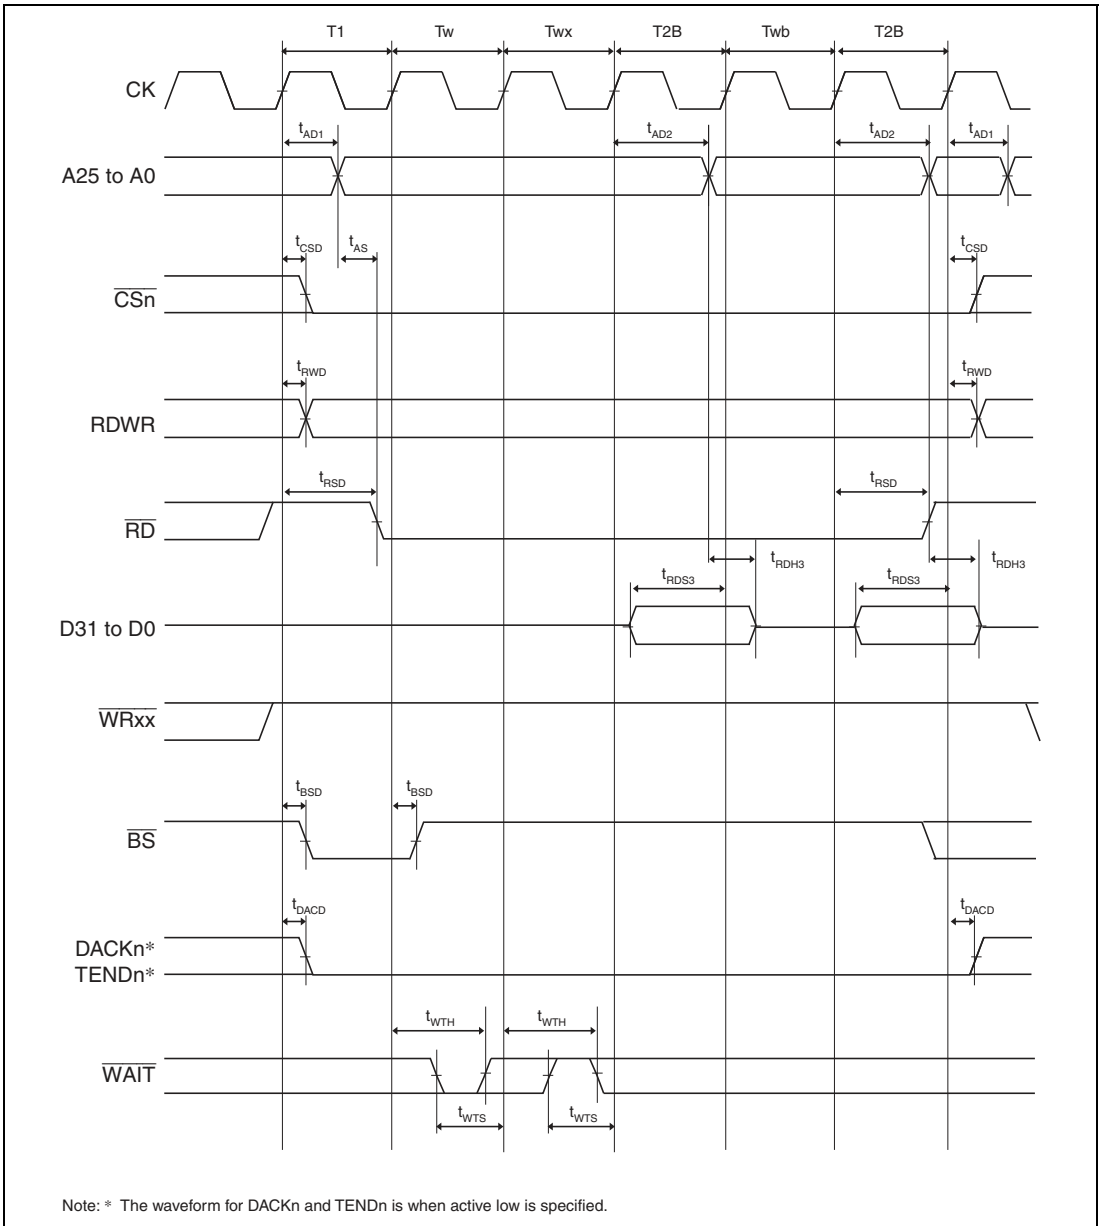 T1 Tw Twx T2B Twb T2B
CK
tAD1 tAD2 tAD2 tAD1
A25 to A0
tCSD tAS tCSD
CSn
tRWD tRWD
RDWR
tRSD tRSD
RD
tRDH3 tRDH3
tRDS3 tRDS3
D31 to D0
WRxx
tBSD tBSD
BS
tDACD tDACD
DACKn*
TENDn*
tWTH tWTH
WAIT
tWTS tWTS
Note: * The waveform for DACKn and TENDn is when active low is specified.